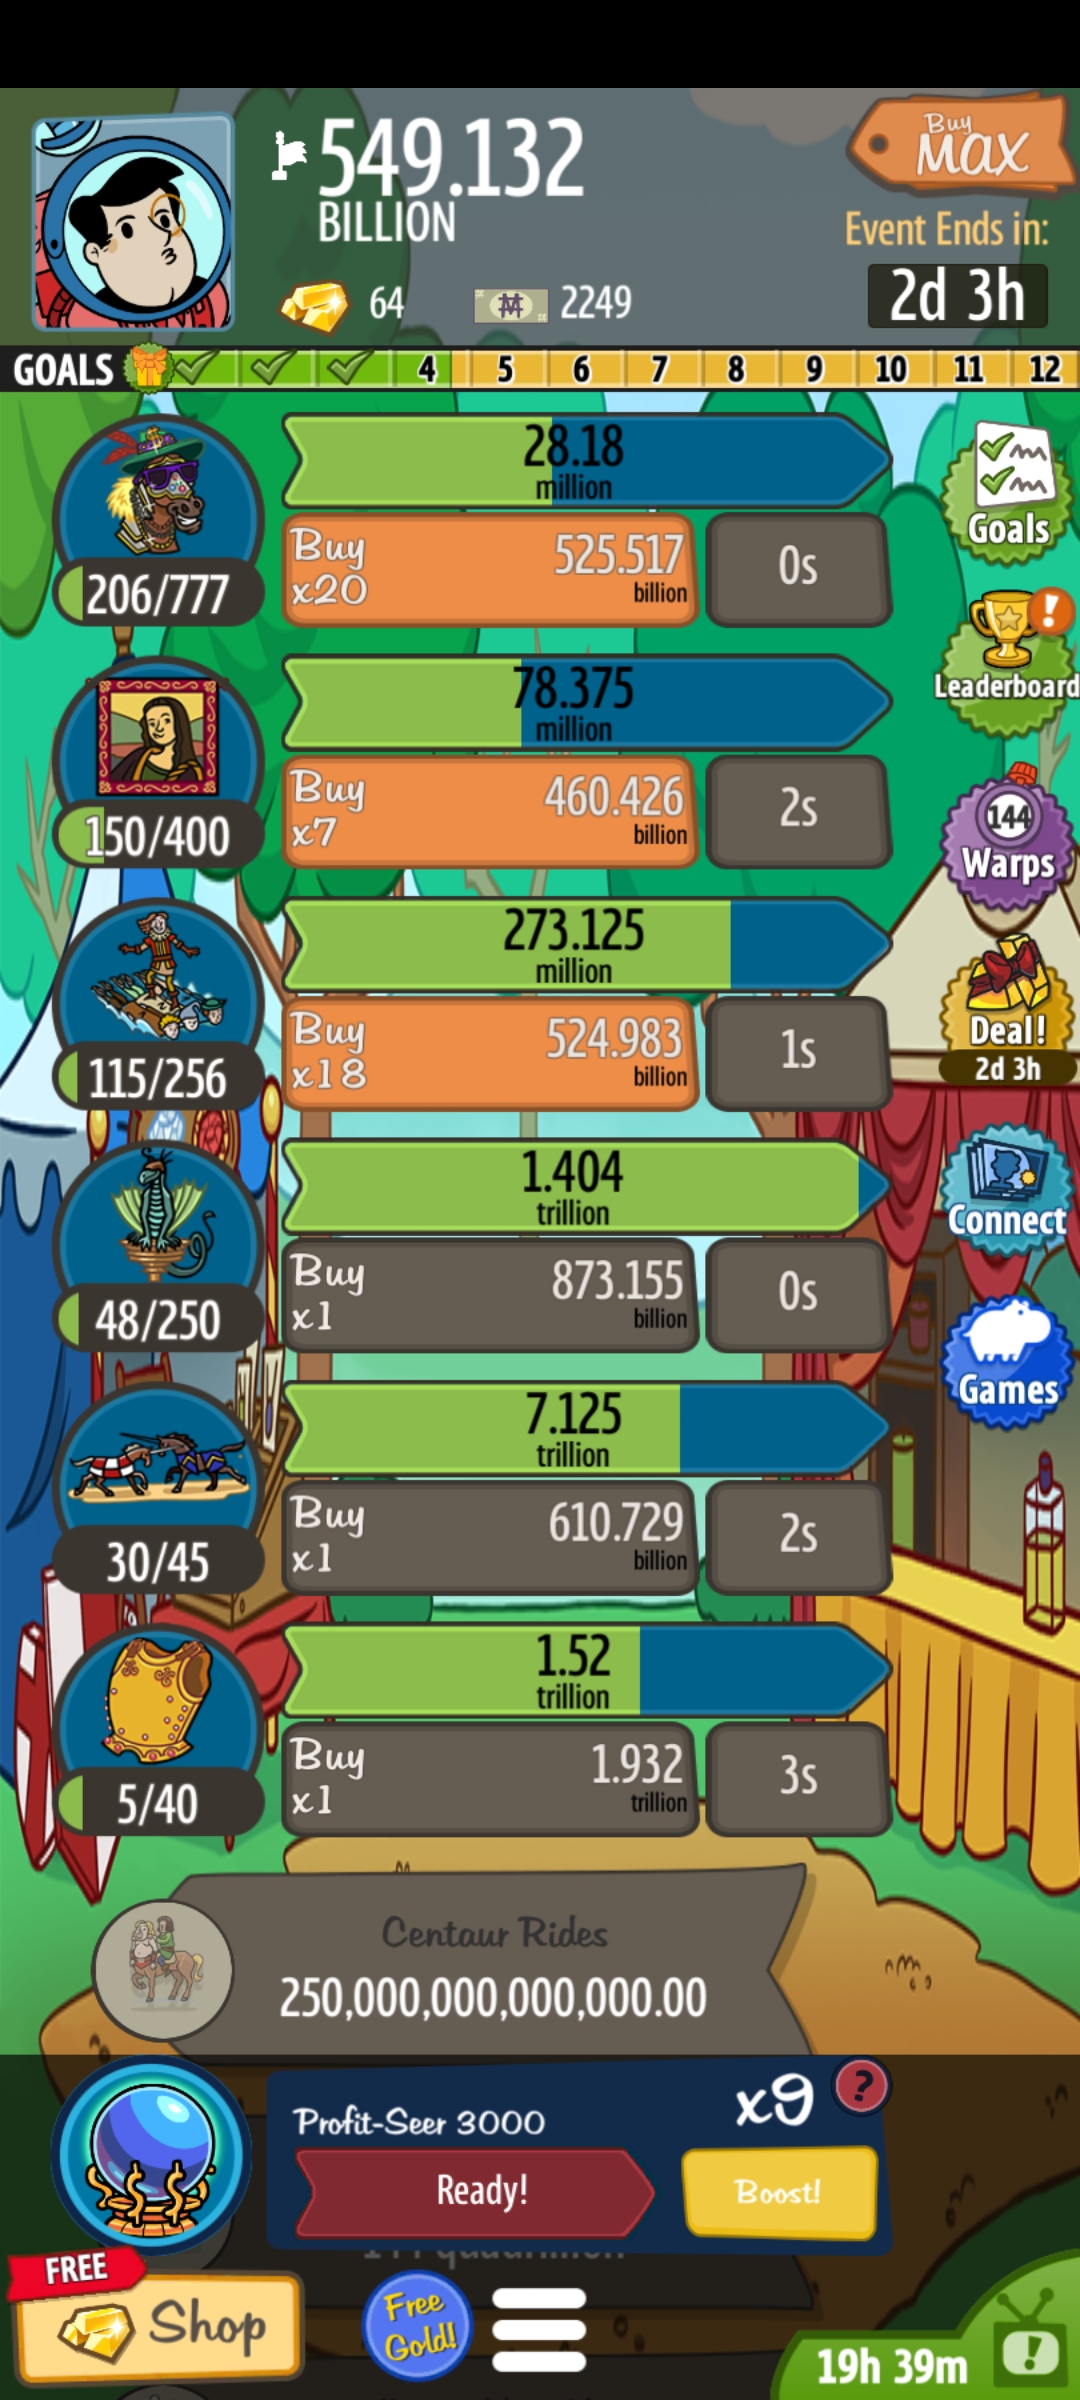 549.132
BILLION
64
2249
Buy
MAX
Event Ends in:
2d 3h
GOALS
4
5
6
7
8
9
10
11
12
28.18
million
Buy
x20
525.517
billion
0s
206/777
Goals
Leaderboard
78.375
million
Buy
x7
460.426
billion
2s
150/400
144
Warps
273.125
million
Buy
x18
524.983
billion
1s
115/256
Deal!
2d 3h
1.404
trillion
Buy
x1
873.155
billion
0s
48/250
Connect
7.125
trillion
Buy
x1
610.729
billion
2s
30/45
Games
1.52
trillion
Buy
x1
1.932
trillion
3s
5/40
Centaur Rides
250,000,000,000,000.00
Profit-Seer 3000
x9
?
Ready!
Boost!
FREE
Shop
Free
Gold!
19h 39m